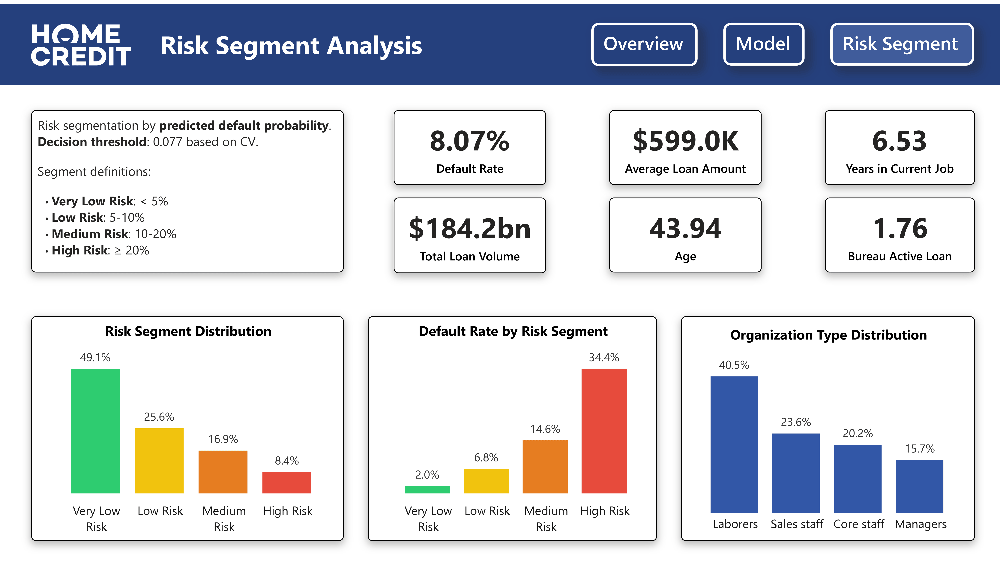 HOME
CREDIT
Risk Segment Analysis
Overview
Model
Risk Segment
Risk segmentation by predicted default probability.
Decision threshold: 0.077 based on CV.
Segment definitions:
• Very Low Risk: < 5%
• Low Risk: 5-10%
• Medium Risk: 10-20%
• High Risk: ≥ 20%
8.07%
Default Rate
$599.0K
Average Loan Amount
6.53
Years in Current Job
$184.2bn
Total Loan Volume
43.94
Age
1.76
Bureau Active Loan
Risk Segment Distribution
49.1%
25.6%
16.9%
8.4%
Very Low
Risk
Low Risk
Medium
Risk
High Risk
Default Rate by Risk Segment
2.0%
6.8%
14.6%
34.4%
Very Low
Risk
Low Risk
Medium
Risk
High Risk
Organization Type Distribution
40.5%
23.6%
20.2%
15.7%
Laborers
Sales staff
Core staff
Managers